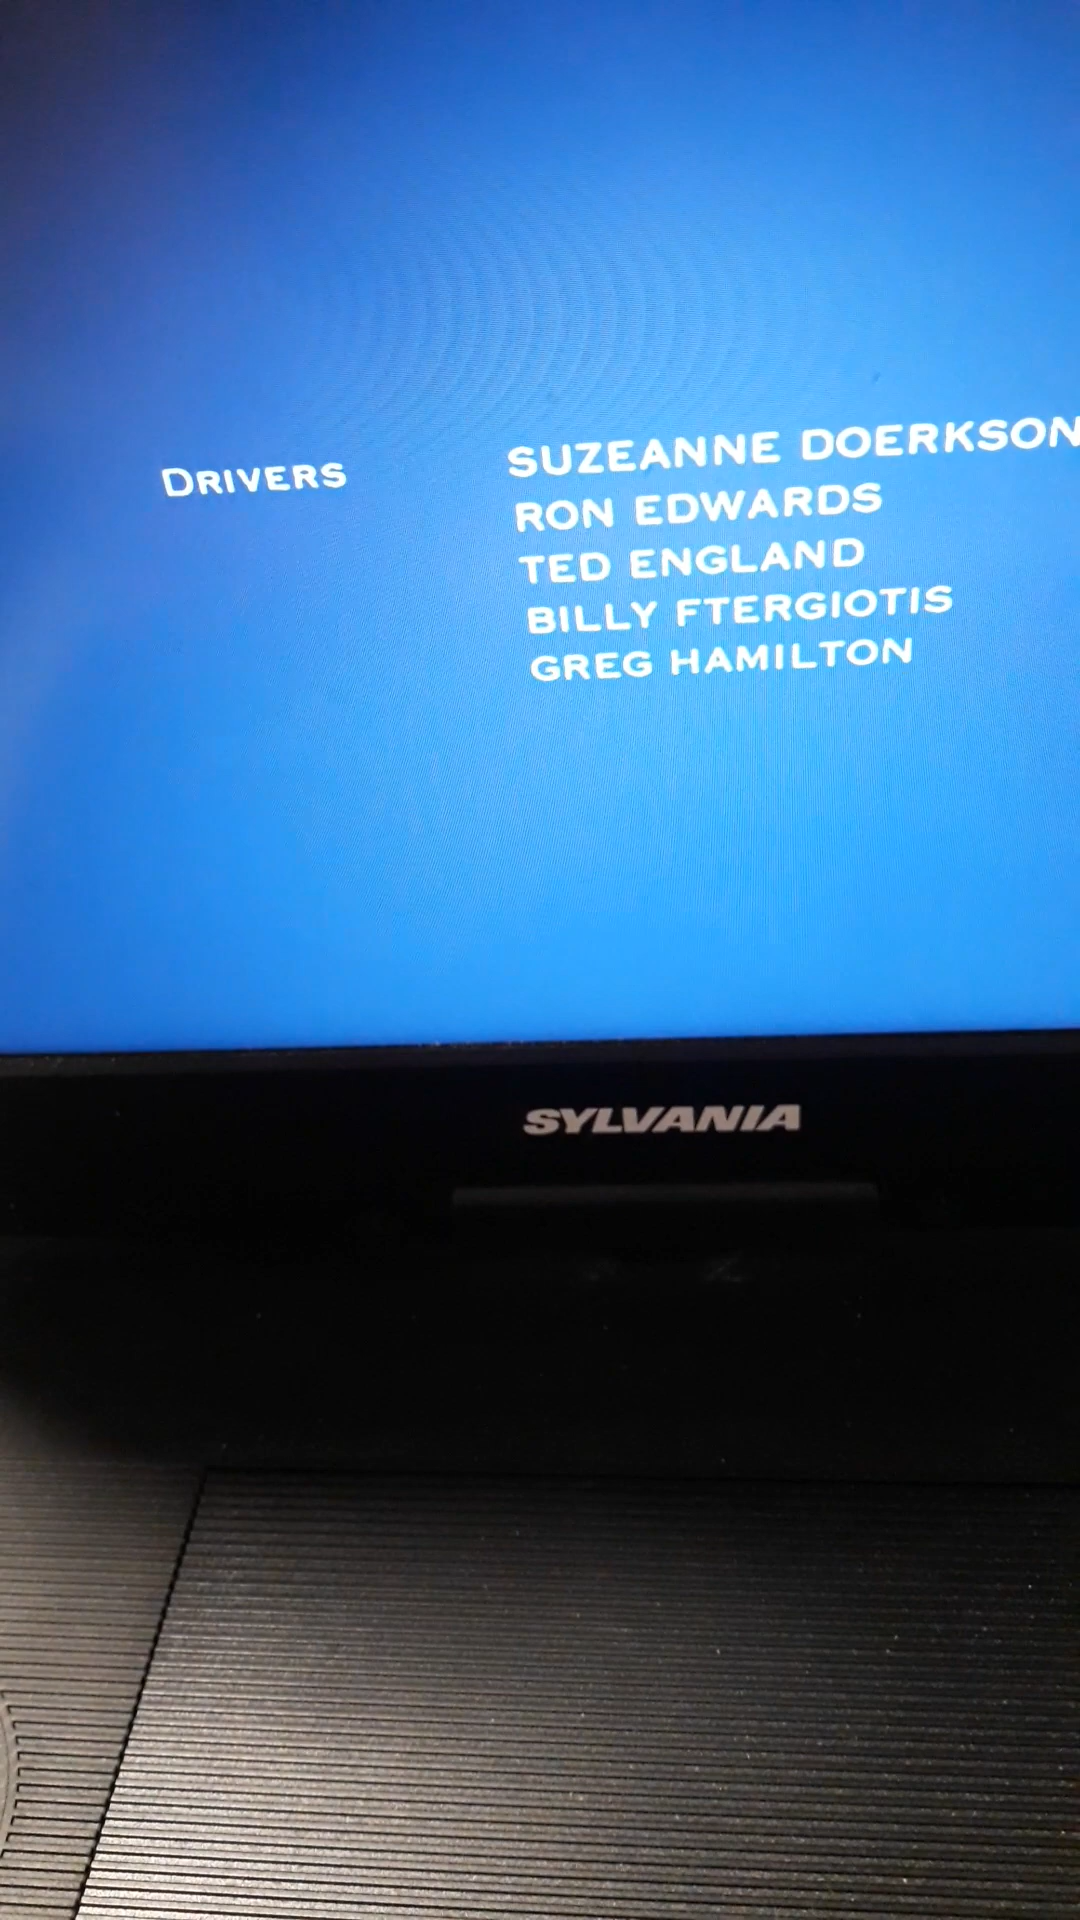 DRIVERS SUZEANNE DOERKSON
RON EDWARDS
TED ENGLAND
BILLY FTERGIOTIS
GREG HAMILTON
SYLVANIA